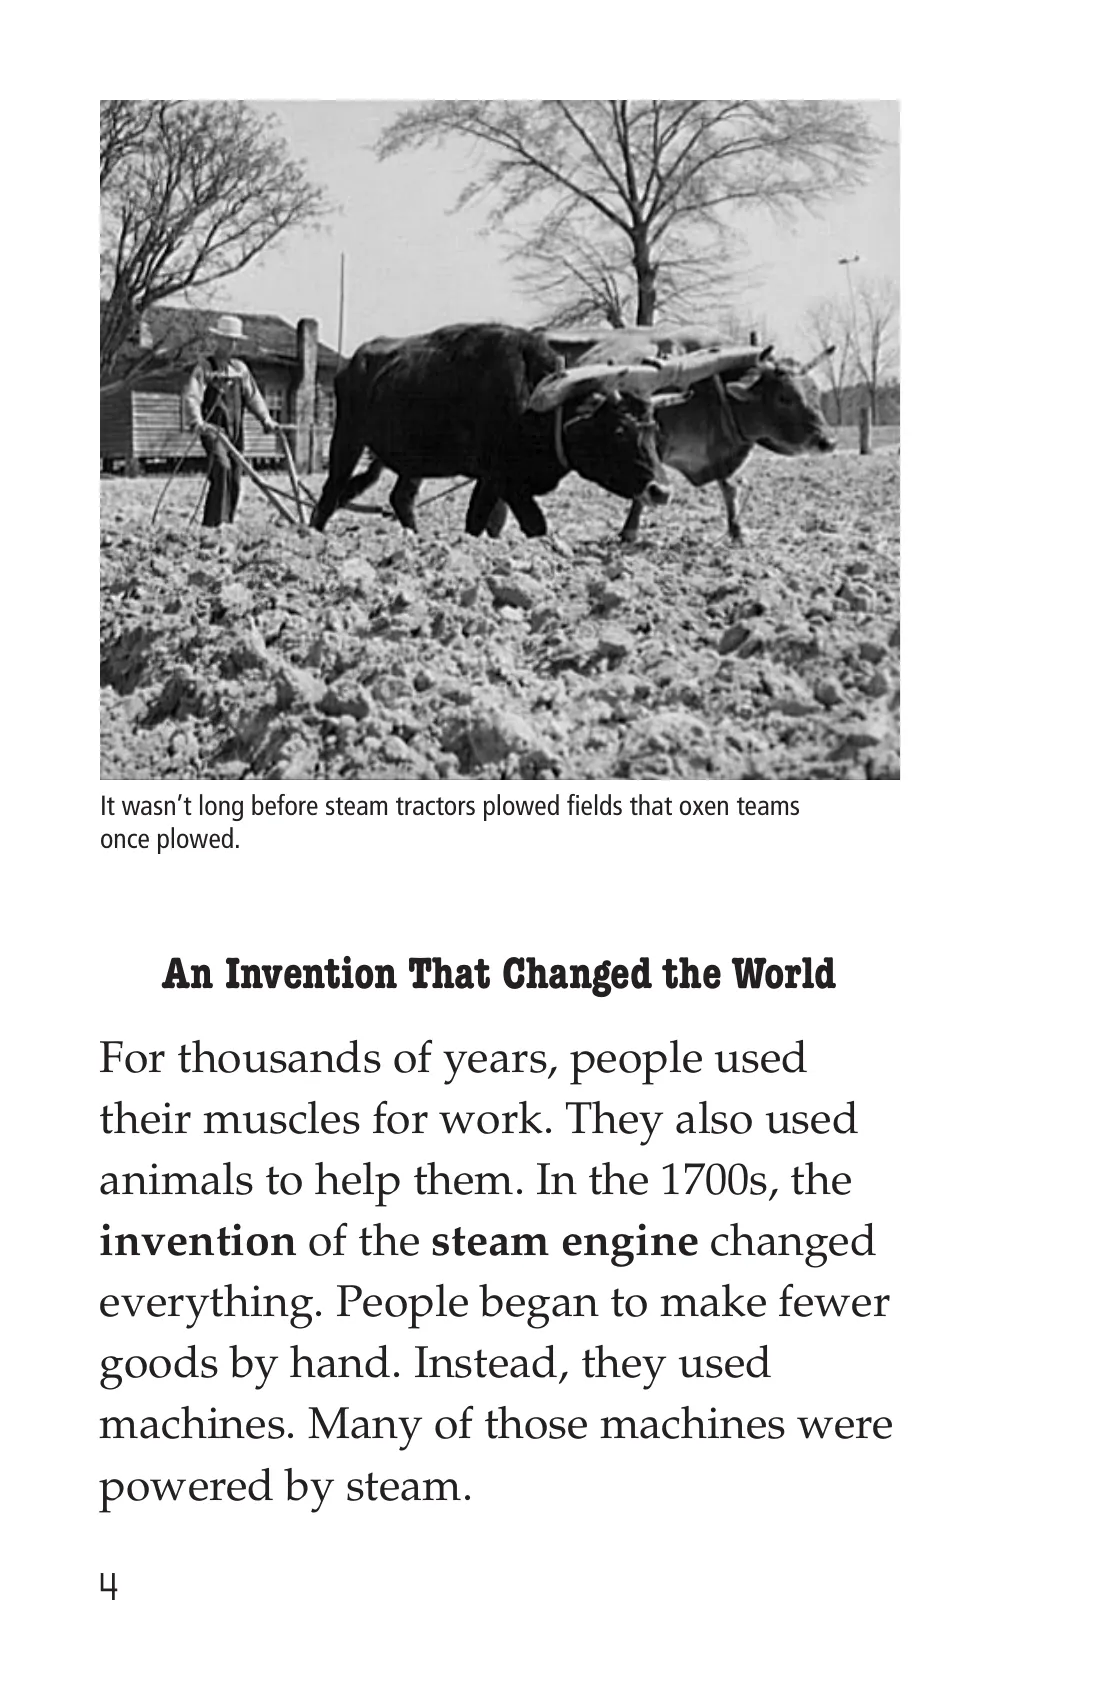 It wasn’t long before steam tractors plowed fields that oxen teams
once plowed.
An Invention That Changed the World
For thousands of years, people used
their muscles for work. They also used
animals to help them. In the 1700s, the
invention of the steam engine changed
everything. People began to make fewer
goods by hand. Instead, they used
machines. Many of those machines were
powered by steam.
4